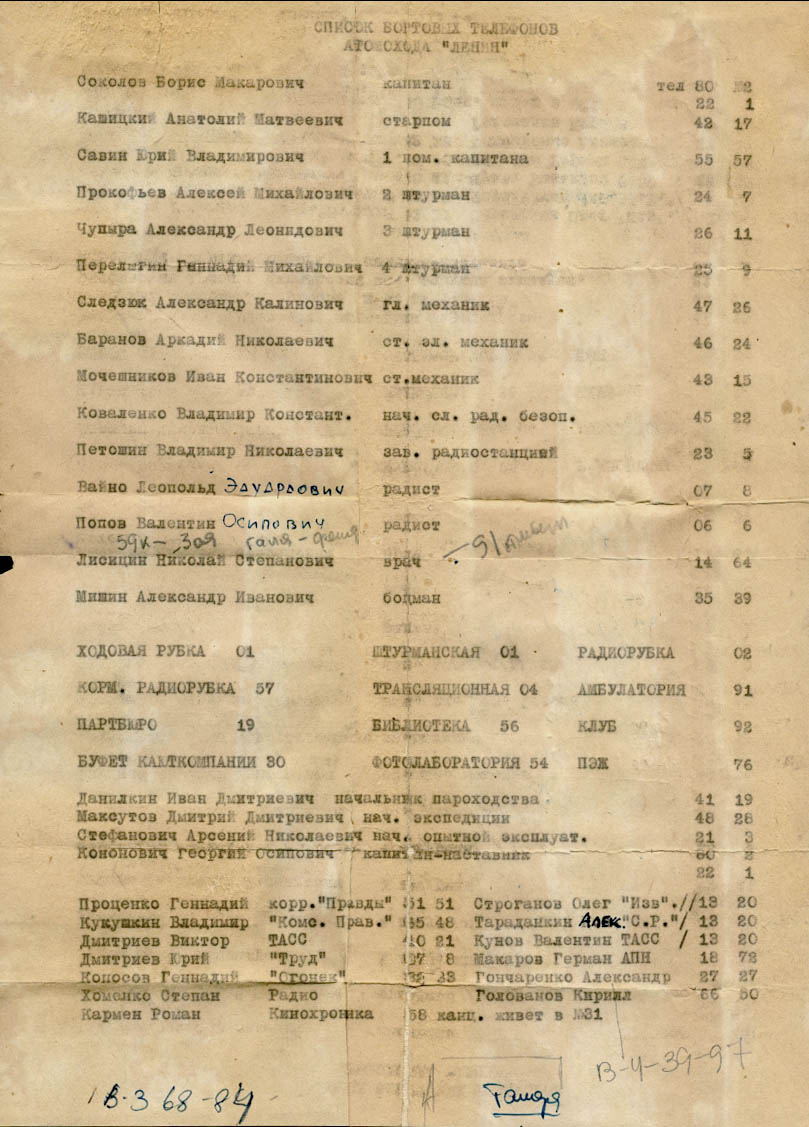 СПИСОК БОРТОВЫХ ТЕЛЕФОНОВ
АТОМОХОДА "ЛЕНИН"
Соколов Борис Макарович капитан тел 80 №2
22 1
Кашицкий Анатолий Матвеевич старпом 42 17
Савин Юрий Владимирович 1 пом. капитана 55 57
Прокофьев Алексей Михайлович 2 штурман 24 7
Чупыра Александр Леонидович 3 штурман 26 11
Перелыгин Геннадий Михайлович 4 штурман 25 9
Следзюк Александр Калинович гл. механик 47 26
Баранов Аркадий Николаевич ст. эл. механик 46 24
Мочешников Иван Константинович ст.механик 43 15
Коваленко Владимир Констант. нач. сл. рад. безоп. 45 22
Петошин Владимир Николаевич зав. радиостанцией 23 5
Вайно Леопольд Эдуардович радист 07 8
Попов Валентин Осипович радист 06 6
59к – Зоя Галя – 91
Лисицин Николай Степанович врач 14 64
Мишин Александр Иванович боцман 35 39
ХОДОВАЯ РУБКА 01 ШТУРМАНСКАЯ 01 РАДИОРУБКА 02
КОРМ. РАДИОРУБКА 57 ТРАНСЛЯЦИОННАЯ 04 АМБУЛАТОРИЯ 91
ПАРТБЮРО 19 БИБЛИОТЕКА 56 КЛУБ 92
БУФЕТ КАЮТКОМПАНИИ 30 ФОТОЛАБОРАТОРИЯ 54 ПЭЖ 76
Данилкин Иван Дмитриевич начальник пароходства 41 19
Максутов Дмитрий Дмитриевич нач. экспедиции 48 28
Стефанович Арсений Николаевич нач. опытной эксплуат. 21 3
Кононович Георгий Осипович капитан-наставник 80 2
22 1
Проценко Геннадий корр."Правды" 51 51 Строганов Олег "Изв".// 13 20
Кукушкин Владимир "Комс. Прав." 35 48 Тараданкин Алек. "С.Р."/ 13 20
Дмитриев Виктор ТАСС 40 21 Кунов Валентин ТАСС / 13 20
Дмитриев Юрий "Труд" 07 8 Макаров Герман АПН 18 72
Копосов Геннадий "Огонек" 32 23 Гончаренко Александр 27 27
Хоменко Степан Радио Голованов Кирилл 66 50
Кармен Роман Кинохроника 58 канц. живет в №31
В-4-39-97
В-3 68-84 Тамара